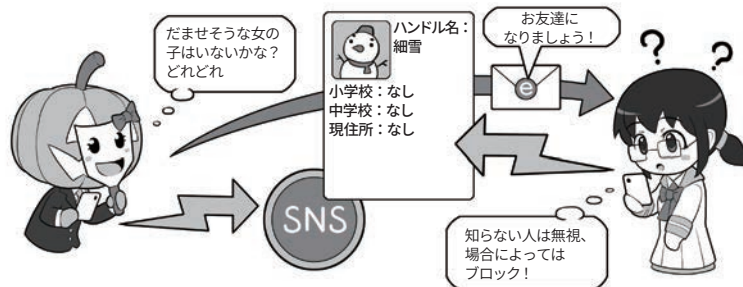 だませそうな女の
子はいないかな?
どれどれ
ハンドル名:
細雪
小学校:なし
中学校:なし
現住所:なし
お友達に
なりましょう!
e
? ?
SNS
知らない人は無視、
場合によっては
ブロック!